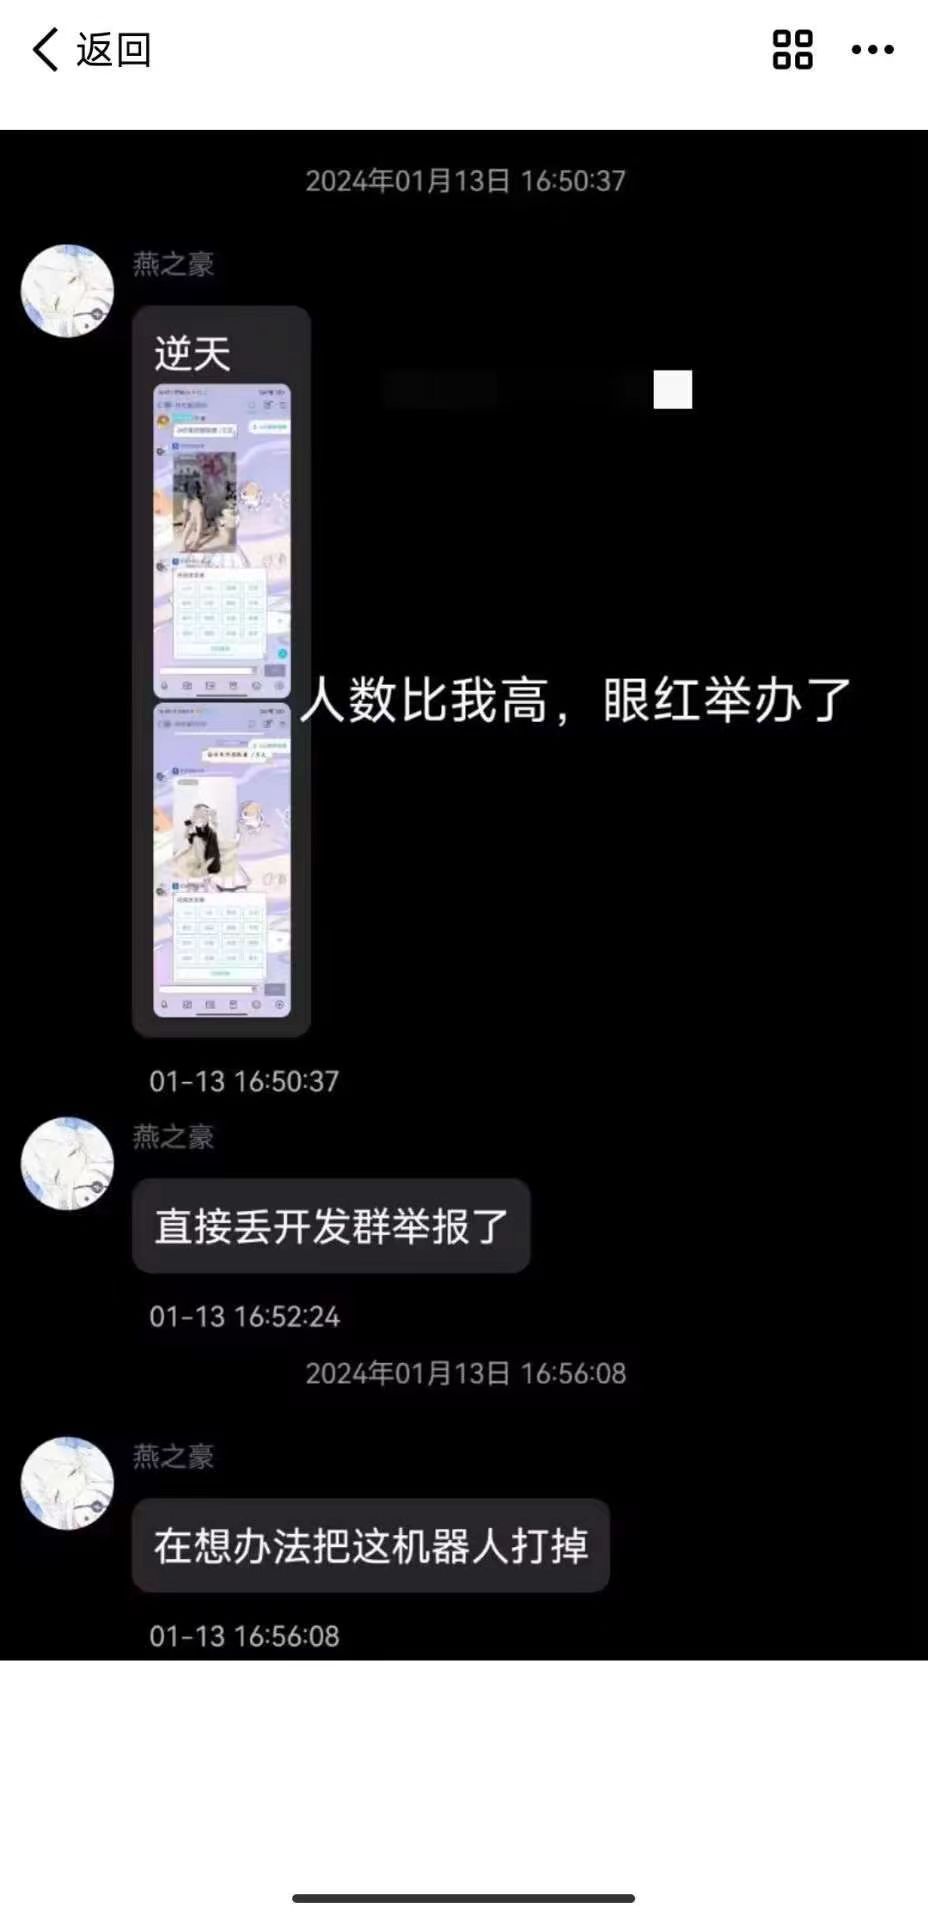 返回
2024年01月13日 16:50:37
燕之豪
逆天
人数比我高，眼红举办了
01-13 16:50:37
燕之豪
直接丢开发群举报了
01-13 16:52:24
2024年01月13日 16:56:08
燕之豪
在想办法把这机器人打掉
01-13 16:56:08